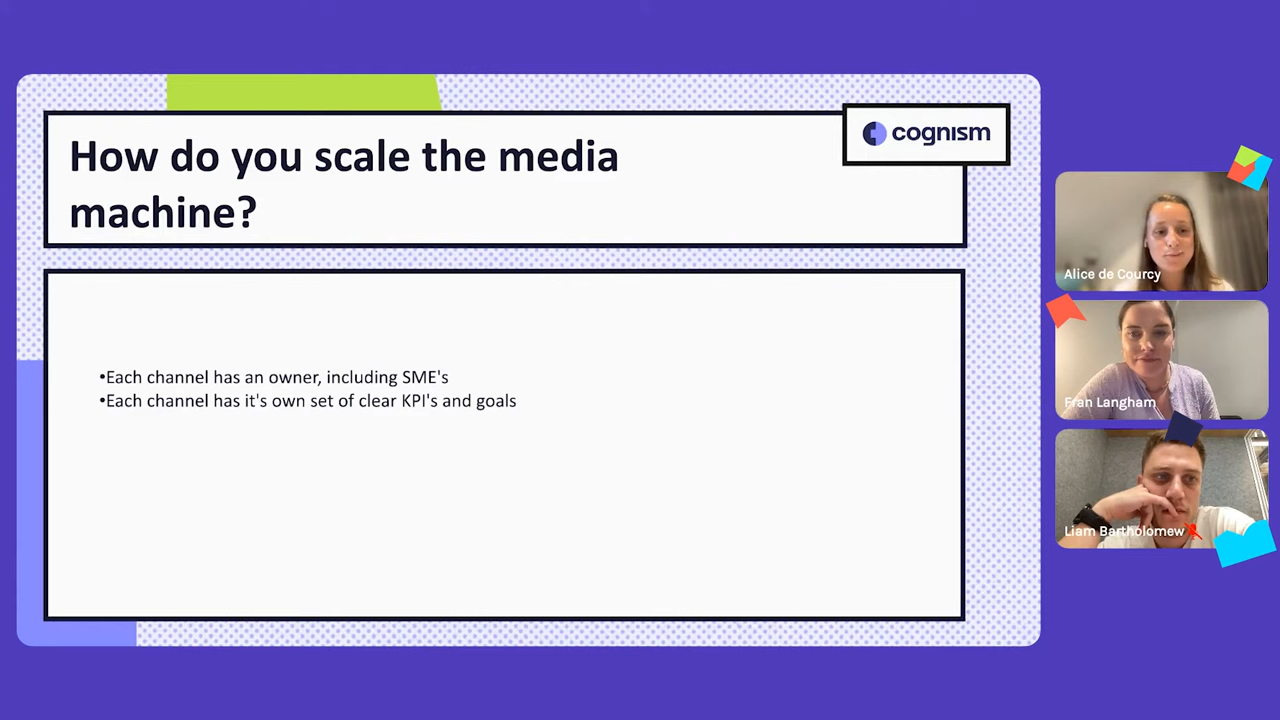 How do you scale the media
machine?
cognism
•Each channel has an owner, including SME's
•Each channel has it's own set of clear KPI's and goals
Alice de Courcy
Fran Langham
Liam Bartholomew